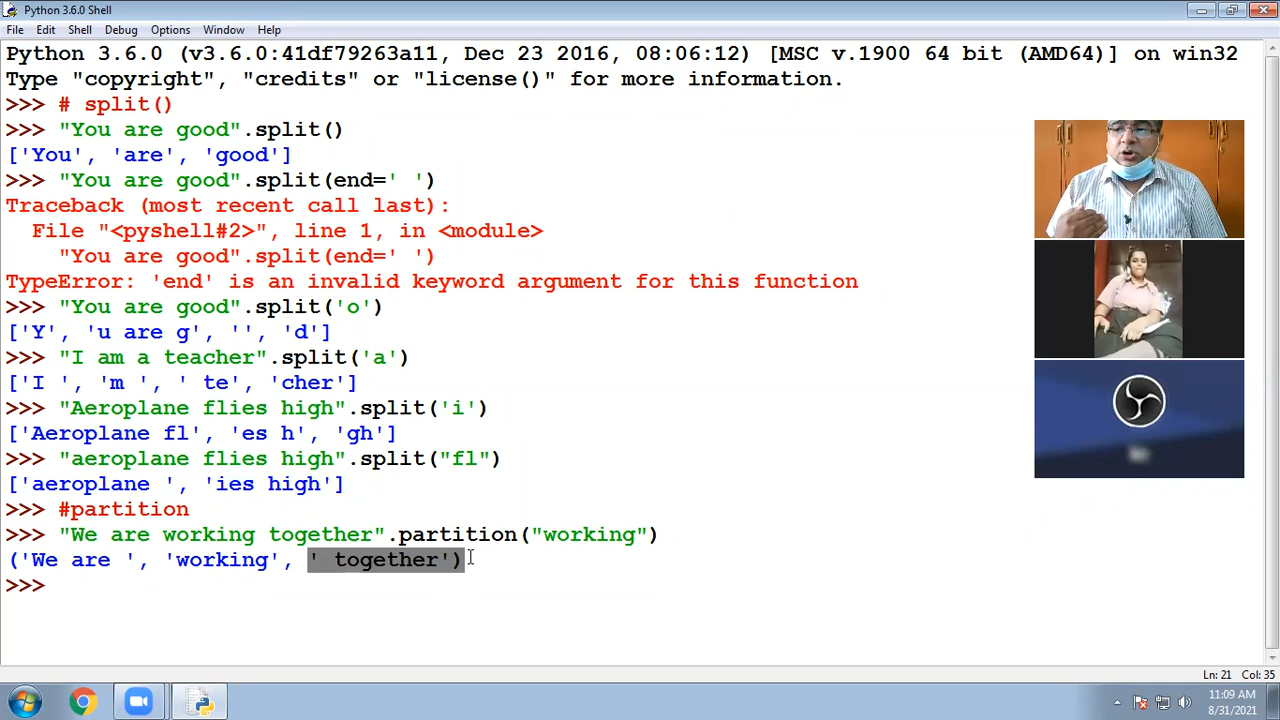 Python 3.6.0 Shell
File Edit Shell Debug Options Window Help
Python 3.6.0 (v3.6.0:41df79263a11, Dec 23 2016, 08:06:12) [MSC v.1900 64 bit (AMD64)] on win32
Type "copyright", "credits" or "license()" for more information.
>>> # split()
>>> "You are good".split()
['You', 'are', 'good']
>>> "You are good".split(end=' ')
Traceback (most recent call last):
  File "<pyshell#2>", line 1, in <module>
    "You are good".split(end=' ')
TypeError: 'end' is an invalid keyword argument for this function
>>> "You are good".split('o')
['Y', 'u are g', '', 'd']
>>> "I am a teacher".split('a')
['I ', 'm ', ' te', 'cher']
>>> "Aeroplane flies high".split('i')
['Aeroplane fl', 'es h', 'gh']
>>> "aeroplane flies high".split("fl")
['aeroplane ', 'ies high']
>>> #partition
>>> "We are working together".partition("working")
('We are ', 'working', ' together')
>>>
Ln: 21 Col: 35
11:09 AM
8/31/2021